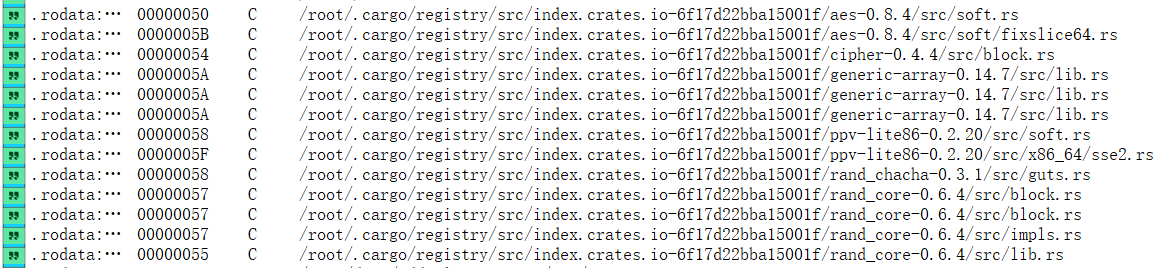 .rodata:… 00000050 C /root/.cargo/registry/src/index.crates.io-6f17d22bba15001f/aes-0.8.4/src/soft.rs
.rodata:… 0000005B C /root/.cargo/registry/src/index.crates.io-6f17d22bba15001f/aes-0.8.4/src/soft/fixslice64.rs
.rodata:… 00000054 C /root/.cargo/registry/src/index.crates.io-6f17d22bba15001f/cipher-0.4.4/src/block.rs
.rodata:… 0000005A C /root/.cargo/registry/src/index.crates.io-6f17d22bba15001f/generic-array-0.14.7/src/lib.rs
.rodata:… 0000005A C /root/.cargo/registry/src/index.crates.io-6f17d22bba15001f/generic-array-0.14.7/src/lib.rs
.rodata:… 0000005A C /root/.cargo/registry/src/index.crates.io-6f17d22bba15001f/generic-array-0.14.7/src/lib.rs
.rodata:… 00000058 C /root/.cargo/registry/src/index.crates.io-6f17d22bba15001f/ppv-lite86-0.2.20/src/soft.rs
.rodata:… 0000005F C /root/.cargo/registry/src/index.crates.io-6f17d22bba15001f/ppv-lite86-0.2.20/src/x86_64/sse2.rs
.rodata:… 00000058 C /root/.cargo/registry/src/index.crates.io-6f17d22bba15001f/rand_chacha-0.3.1/src/guts.rs
.rodata:… 00000057 C /root/.cargo/registry/src/index.crates.io-6f17d22bba15001f/rand_core-0.6.4/src/block.rs
.rodata:… 00000057 C /root/.cargo/registry/src/index.crates.io-6f17d22bba15001f/rand_core-0.6.4/src/block.rs
.rodata:… 00000057 C /root/.cargo/registry/src/index.crates.io-6f17d22bba15001f/rand_core-0.6.4/src/impls.rs
.rodata:… 00000055 C /root/.cargo/registry/src/index.crates.io-6f17d22bba15001f/rand_core-0.6.4/src/lib.rs